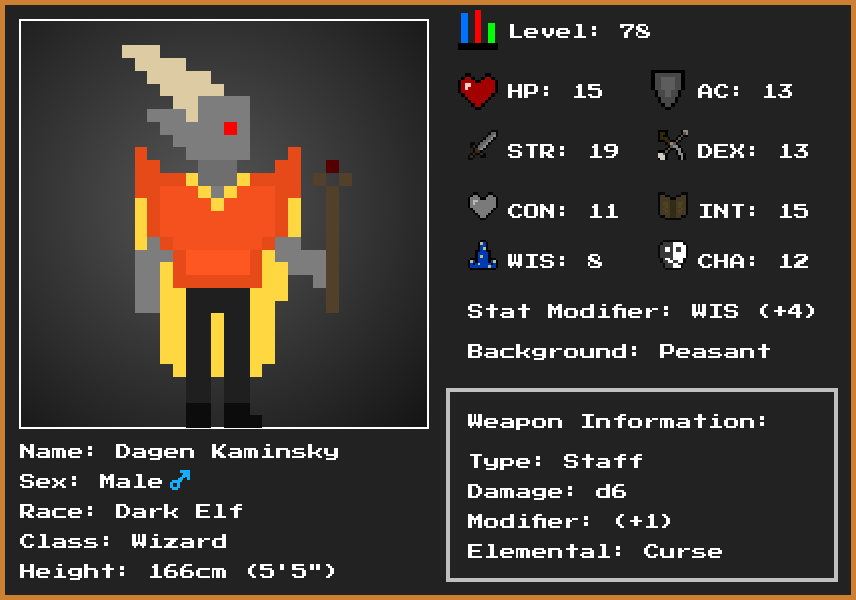 Level: 78
HP: 15
AC: 13
STR: 19
DEX: 13
CON: 11
INT: 15
WIS: 8
CHA: 12
Stat Modifier: WIS (+4)
Background: Peasant
Weapon Information:
Type: Staff
Damage: d6
Modifier: (+1)
Elemental: Curse
Name: Dagen Kaminsky
Sex: Male♂
Race: Dark Elf
Class: Wizard
Height: 166cm (5'5")